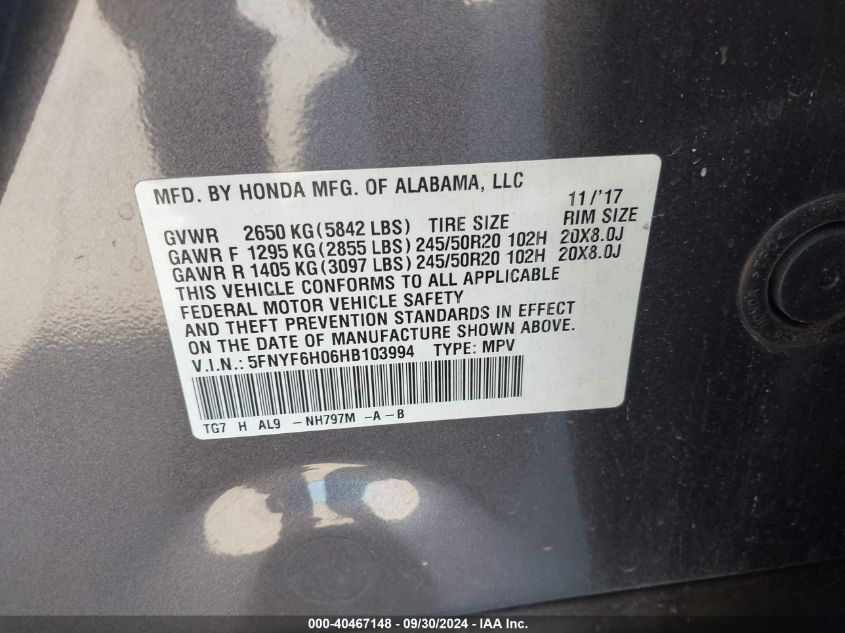 MFD. BY HONDA MFG. OF ALABAMA, LLC 11/'17
GVWR 2650 KG(5842 LBS) TIRE SIZE RIM SIZE
GAWR F 1295 KG(2855 LBS) 245/50R20 102H 20X8.0J
GAWR R 1405 KG(3097 LBS) 245/50R20 102H 20X8.0J
THIS VEHICLE CONFORMS TO ALL APPLICABLE
FEDERAL MOTOR VEHICLE SAFETY
AND THEFT PREVENTION STANDARDS IN EFFECT
ON THE DATE OF MANUFACTURE SHOWN ABOVE.
V.I.N.: 5FNYF6H06HB103994 TYPE: MPV
TG7 H AL9 -NH797M -A-B
000-40467148 - 09/30/2024 - IAA Inc.